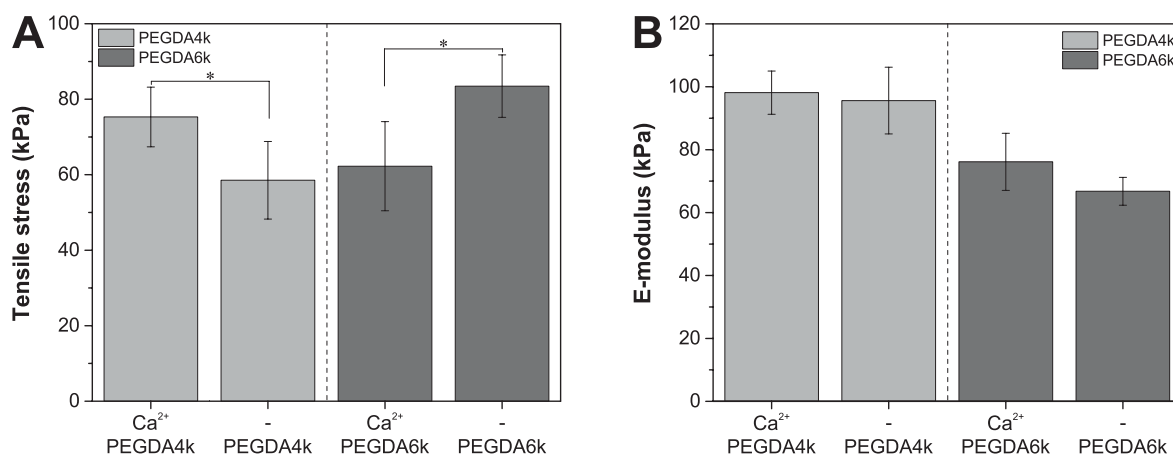 A
Tensile stress (kPa)
100
80
60
40
20
0
PEGDA4k
PEGDA6k
*
*
Ca²⁺
PEGDA4k
-
PEGDA4k
Ca²⁺
PEGDA6k
-
PEGDA6k
B
E-modulus (kPa)
120
100
80
60
40
20
0
PEGDA4k
PEGDA6k
Ca²⁺
PEGDA4k
-
PEGDA4k
Ca²⁺
PEGDA6k
-
PEGDA6k